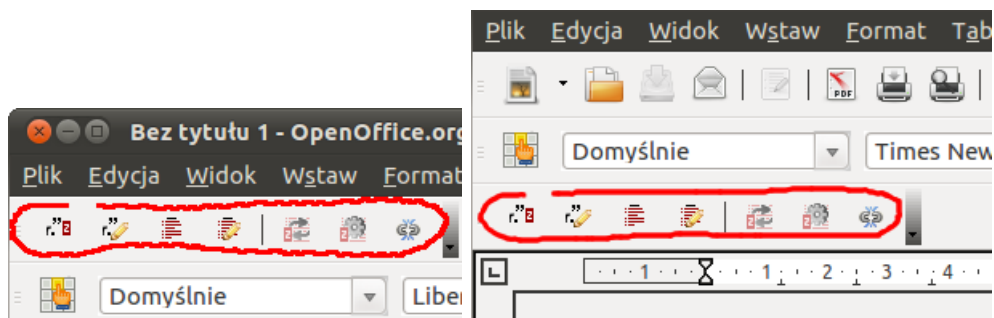 Bez tytułu 1 - OpenOffice.org
Plik Edycja Widok Wstaw Format
r.” z r.”
z z
Domyślnie Liber
Plik Edycja Widok Wstaw Format Tab
PDF
Domyślnie Times New
r.” z r.”
z z
1 1 2 3 4